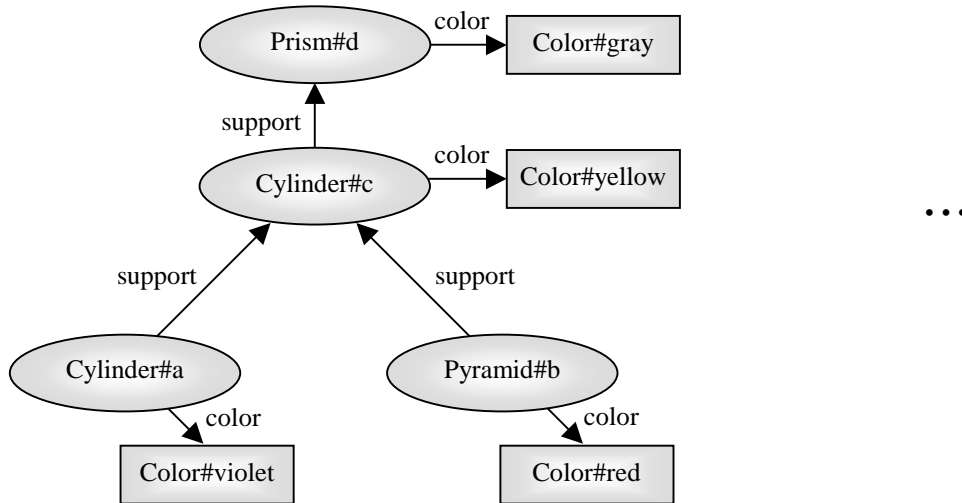 color
Prism#d
Color#gray
support
color
Cylinder#c
Color#yellow
...
support
support
Cylinder#a
Pyramid#b
color
color
Color#violet
Color#red